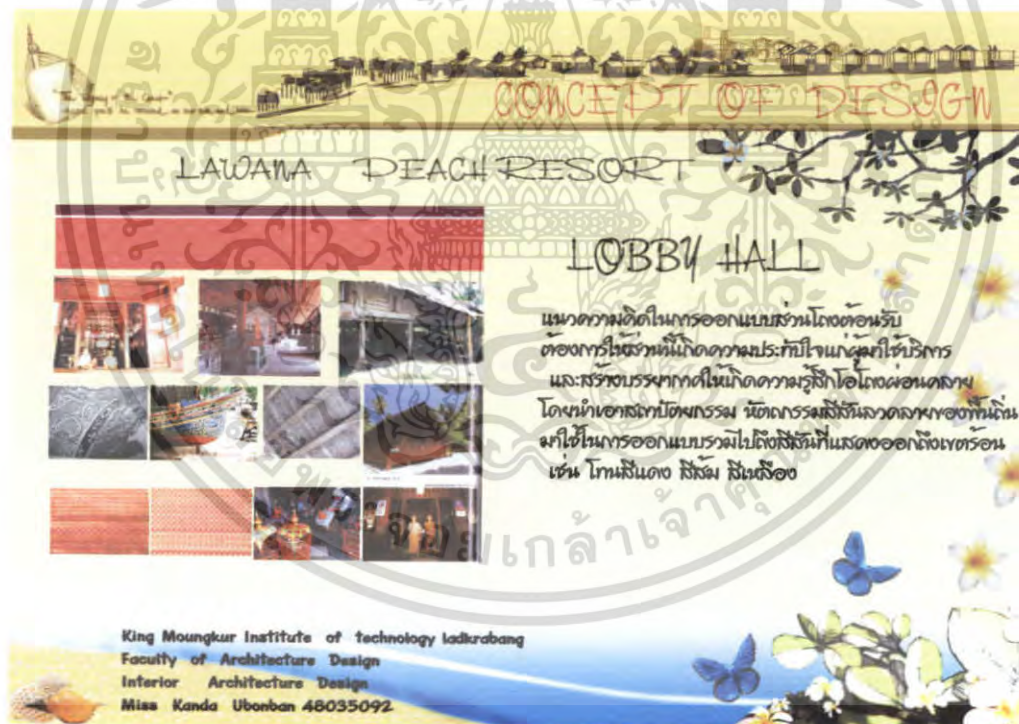 CONCEPT OF DESIGN
LAWANA BEACH RESORT
LOBBY HALL
แนวความคิดในการออกแบบส่วนโถงต้อนรับ
ต้องการให้ส่วนนี้เกิดความประทับใจแก่ผู้มาใช้บริการ
และสร้างบรรยากาศให้เกิดความรู้สึกโอ่โถงผ่อนคลาย
โดยนำเอาสถาปัตยกรรม หัตถกรรมสีสันลวดลายของพื้นถิ่น
มาใช้ในการออกแบบรวมไปถึงสีสันที่แสดงออกถึงเขตร้อน
เช่น โทนสีแดง สีส้ม สีเหลือง
King Moungkur Institute of technology ladkrabang
Faculty of Architecture Design
Interior Architecture Design
Miss Kanda Ubonban 48035092